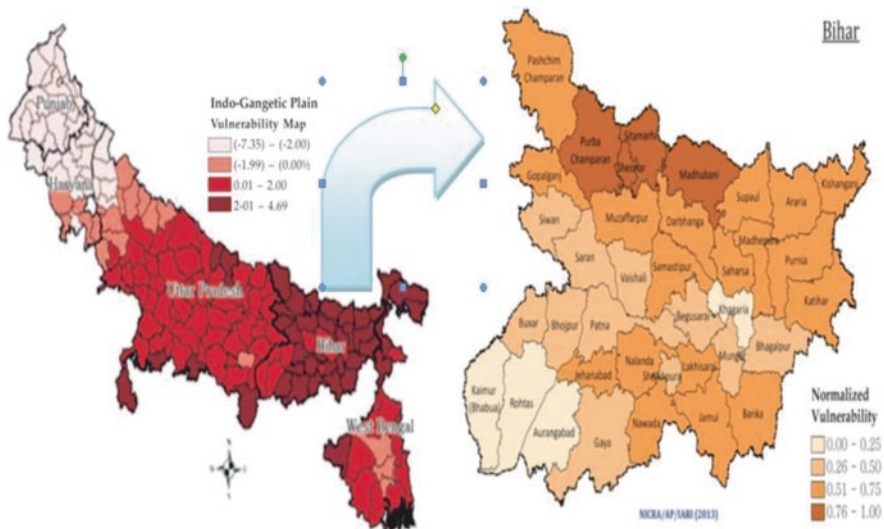 Punjab
Haryana
Uttar Pradesh
Bihar
West Bengal
Indo-Gangetic Plain
Vulnerability Map
(-7.35) – (-2.00)
(-1.99) – (0.00½
0.01 – 2.00
2-01 – 4.69
N
Bihar
Pashchim
Champaran
Purba
Champaran
Sitamarhi
Sheohar
Madhubani
Gopalganj
Siwan
Muzaffarpur
Darbhanga
Supaul
Araria
Kishanganj
Madhepura
Saran
Vaishali
Samastipur
Saharsa
Purnia
Katihar
Buxar
Bhojpur
Patna
Begusarai
Khagaria
Munger
Bhagalpur
Kaimur
(Bhabua)
Rohtas
Aurangabad
Jehanabad
Nalanda
Sheikhpura
Lakhisarai
Gaya
Nawada
Jamui
Banka
Normalized
Vulnerability
0.00 – 0.25
0.26 – 0.50
0.51 – 0.75
0.76 – 1.00
NICRA/AP/IARI (2013)